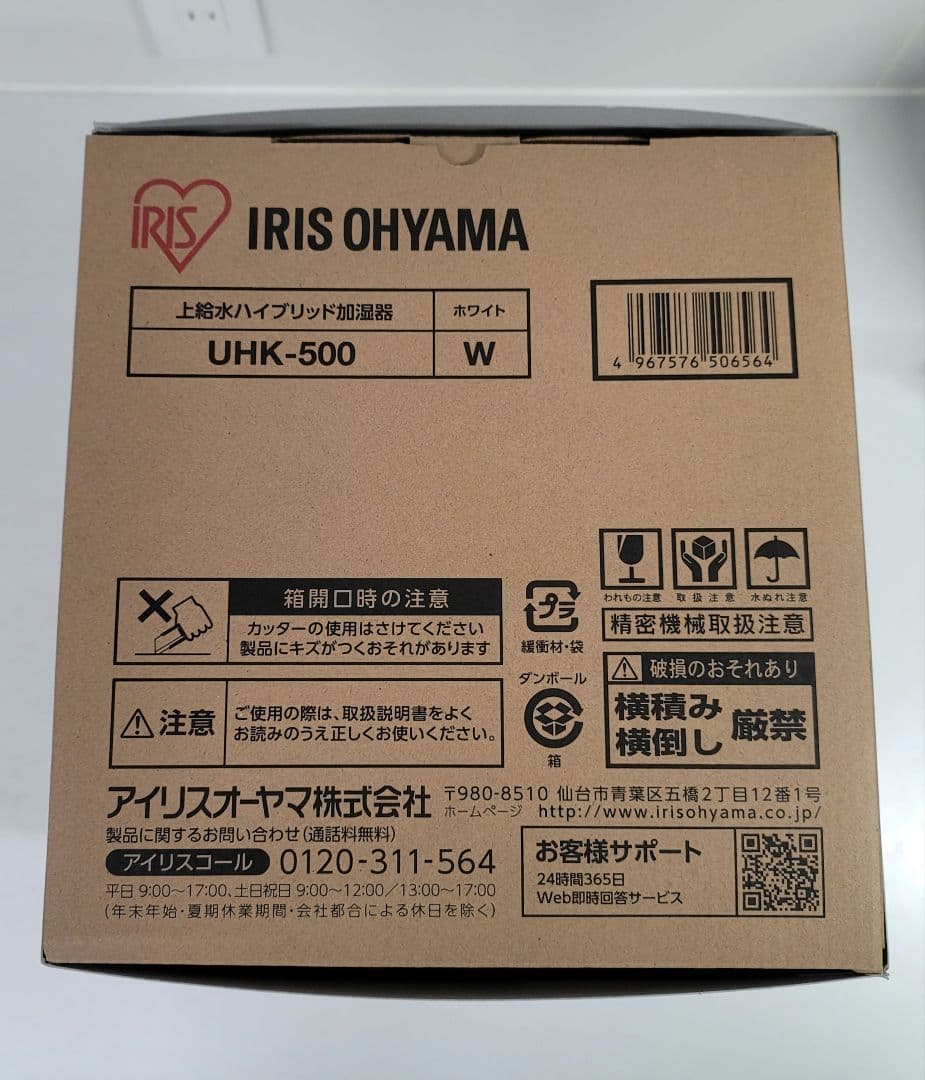 IRIS
IRIS OHYAMA
上給水ハイブリッド加湿器
ホワイト
UHK-500
W
4 967576 506564
われもの注意
取扱注意
水ぬれ注意
精密機械取扱注意
箱開口時の注意
カッターの使用はさけてください
製品にキズがつくおそれがあります
プラ
緩衝材・袋
破損のおそれあり
横積み
横倒し
厳禁
注意
ご使用の際は、取扱説明書をよく
お読みのうえ正しくお使いください。
ダンボール
箱
アイリスオーヤマ株式会社
〒980-8510 仙台市青葉区五橋2丁目12番1号
ホームページ http://www.irisohyama.co.jp/
製品に関するお問い合わせ(通話料無料)
アイリスコール 0120-311-564
平日 9:00〜17:00、土日祝日 9:00〜12:00/13:00〜17:00
(年末年始・夏期休業期間・会社都合による休日を除く)
お客様サポート
24時間365日
Web即時回答サービス